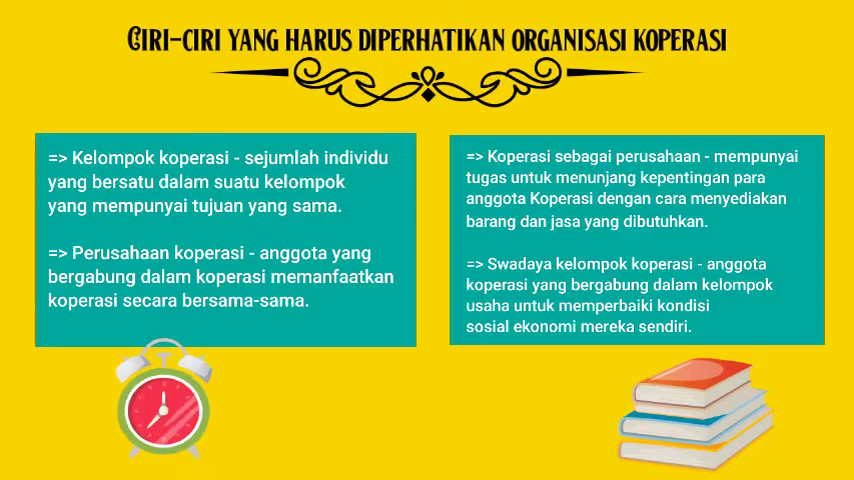 Ciri-ciri yang harus diperhatikan organisasi koperasi
=> Kelompok koperasi - sejumlah individu
yang bersatu dalam suatu kelompok
yang mempunyai tujuan yang sama.
=> Perusahaan koperasi - anggota yang
bergabung dalam koperasi memanfaatkan
koperasi secara bersama-sama.
=> Koperasi sebagai perusahaan - mempunyai
tugas untuk menunjang kepentingan para
anggota Koperasi dengan cara menyediakan
barang dan jasa yang dibutuhkan.
=> Swadaya kelompok koperasi - anggota
koperasi yang bergabung dalam kelompok
usaha untuk memperbaiki kondisi
sosial ekonomi mereka sendiri.